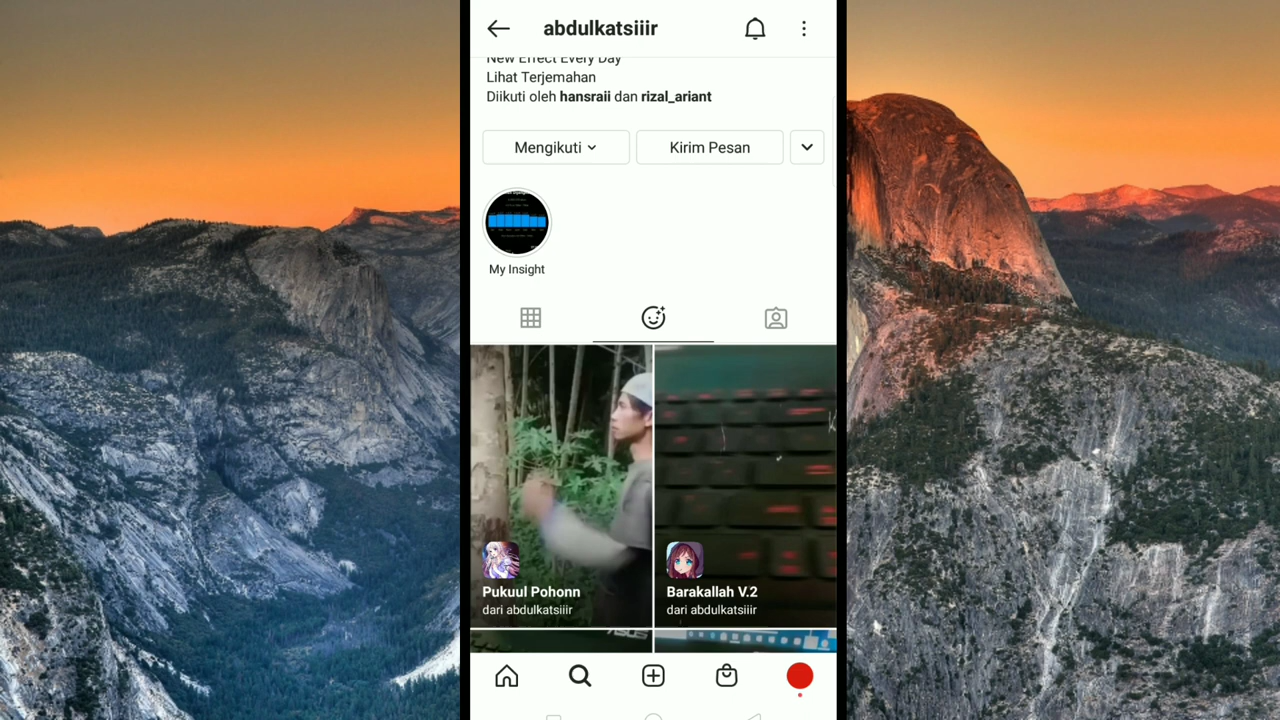 abdulkatsiiir
New Effect Every Day
Lihat Terjemahan
Diikuti oleh hansraii dan rizal_ariant
Mengikuti
Kirim Pesan
My Insight
Pukuul Pohonn
dari abdulkatsiiir
Barakallah V.2
dari abdulkatsiiir
ASUS